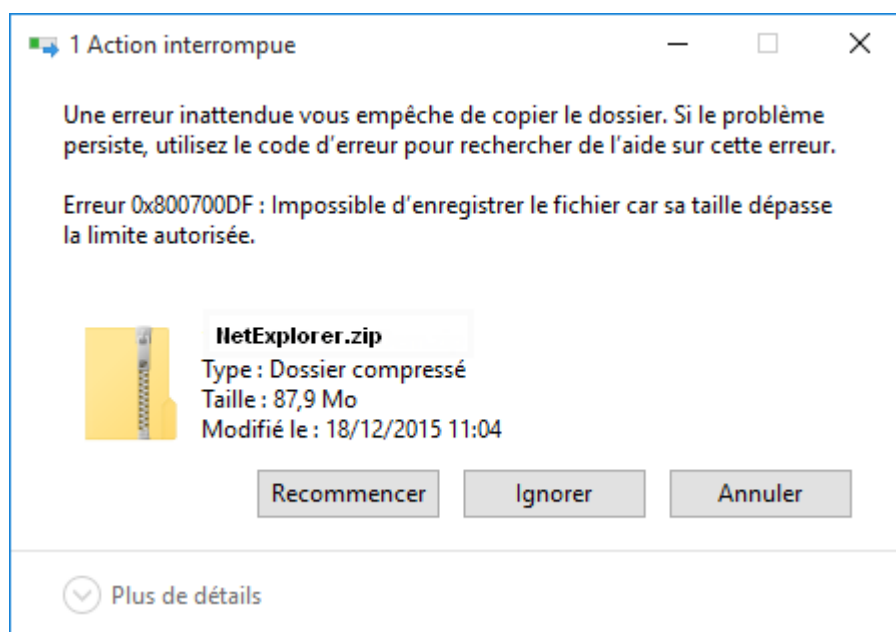 1 Action interrompue
Une erreur inattendue vous empêche de copier le dossier. Si le problème
persiste, utilisez le code d’erreur pour rechercher de l’aide sur cette erreur.
Erreur 0x800700DF : Impossible d’enregistrer le fichier car sa taille dépasse
la limite autorisée.
NetExplorer.zip
Type : Dossier compressé
Taille : 87,9 Mo
Modifié le : 18/12/2015 11:04
Recommencer
Ignorer
Annuler
Plus de détails